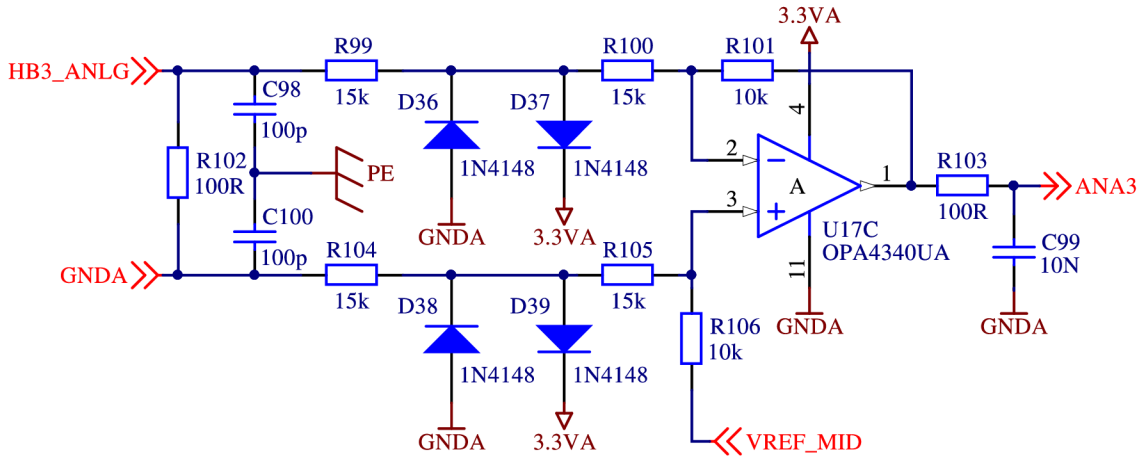 3.3VA
R99
R100
R101
HB3_ANLG
C98
15k
15k
10k
D36
D37
4
100p
2
R102
100R
PE
1N4148
1N4148
A
1
R103
ANA3
3
C100
100R
GNDA
3.3VA
U17C
OPA4340UA
C99
10N
R104
R105
GNDA
100p
11
15k
15k
D38
D39
R106
10k
GNDA
GNDA
1N4148
1N4148
GNDA
3.3VA
VREF_MID